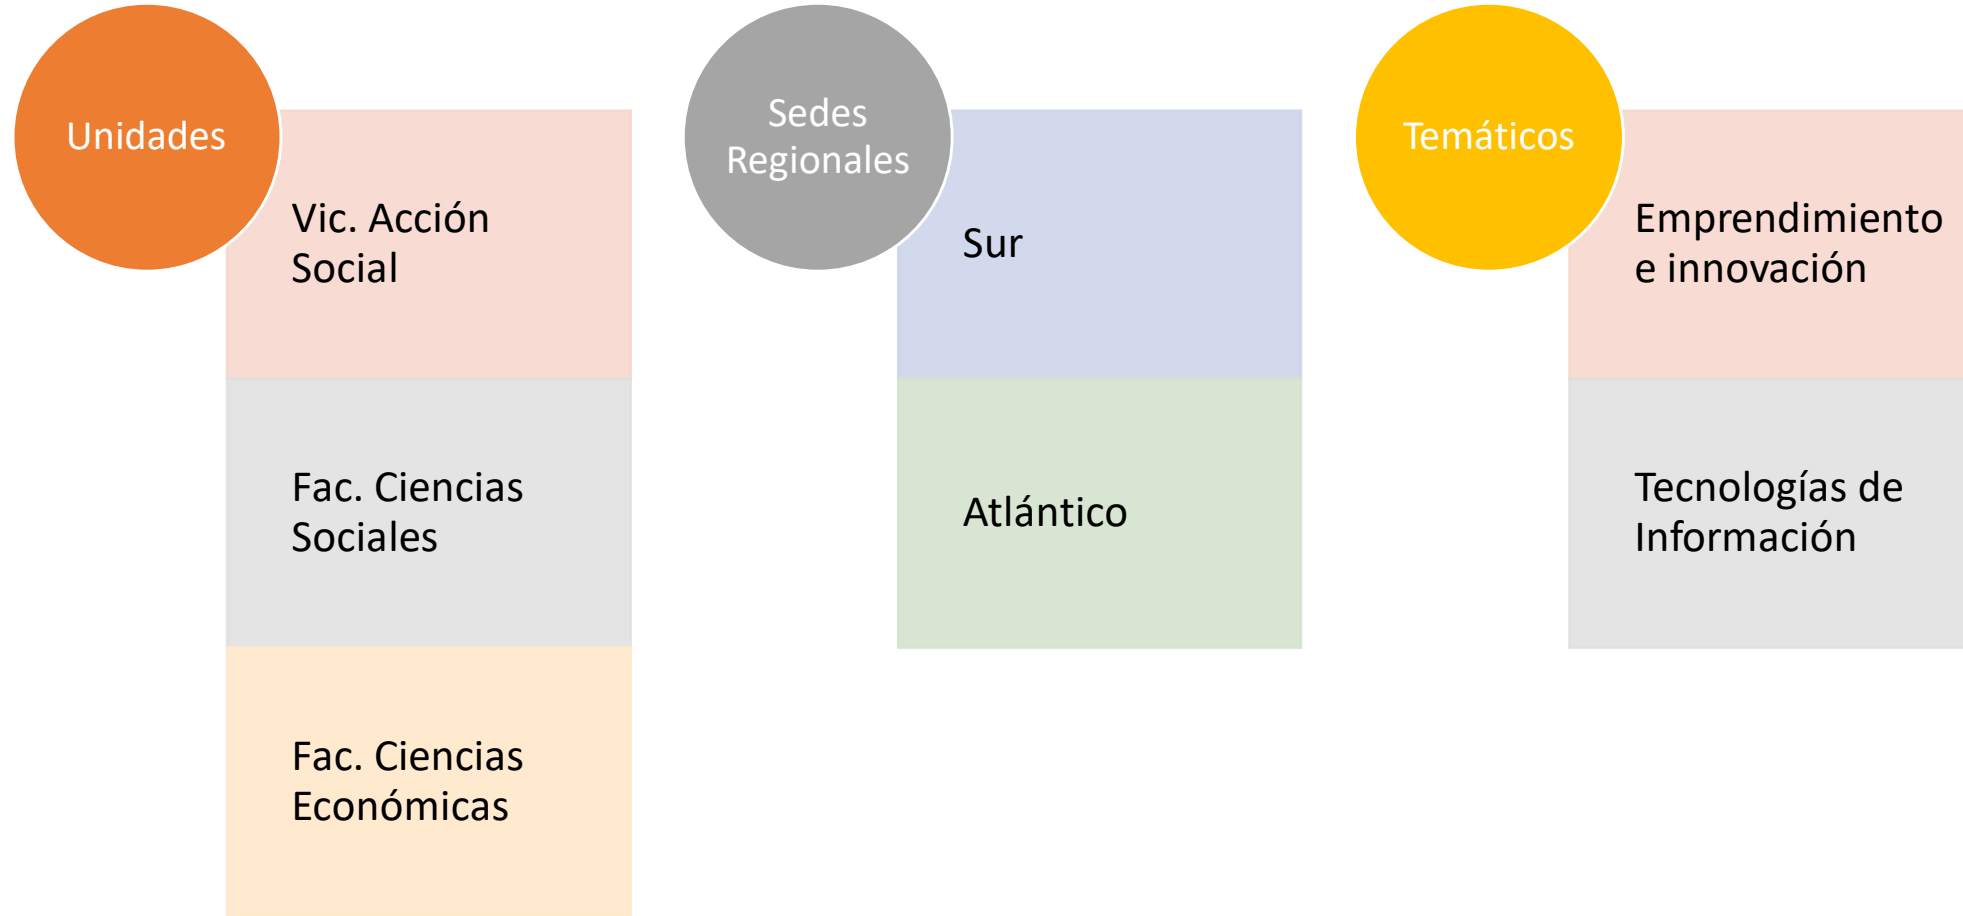 Unidades
Vic. Acción
Social
Fac. Ciencias
Sociales
Fac. Ciencias
Económicas
Sedes
Regionales
Sur
Atlántico
Temáticos
Emprendimiento
e innovación
Tecnologías de
Información